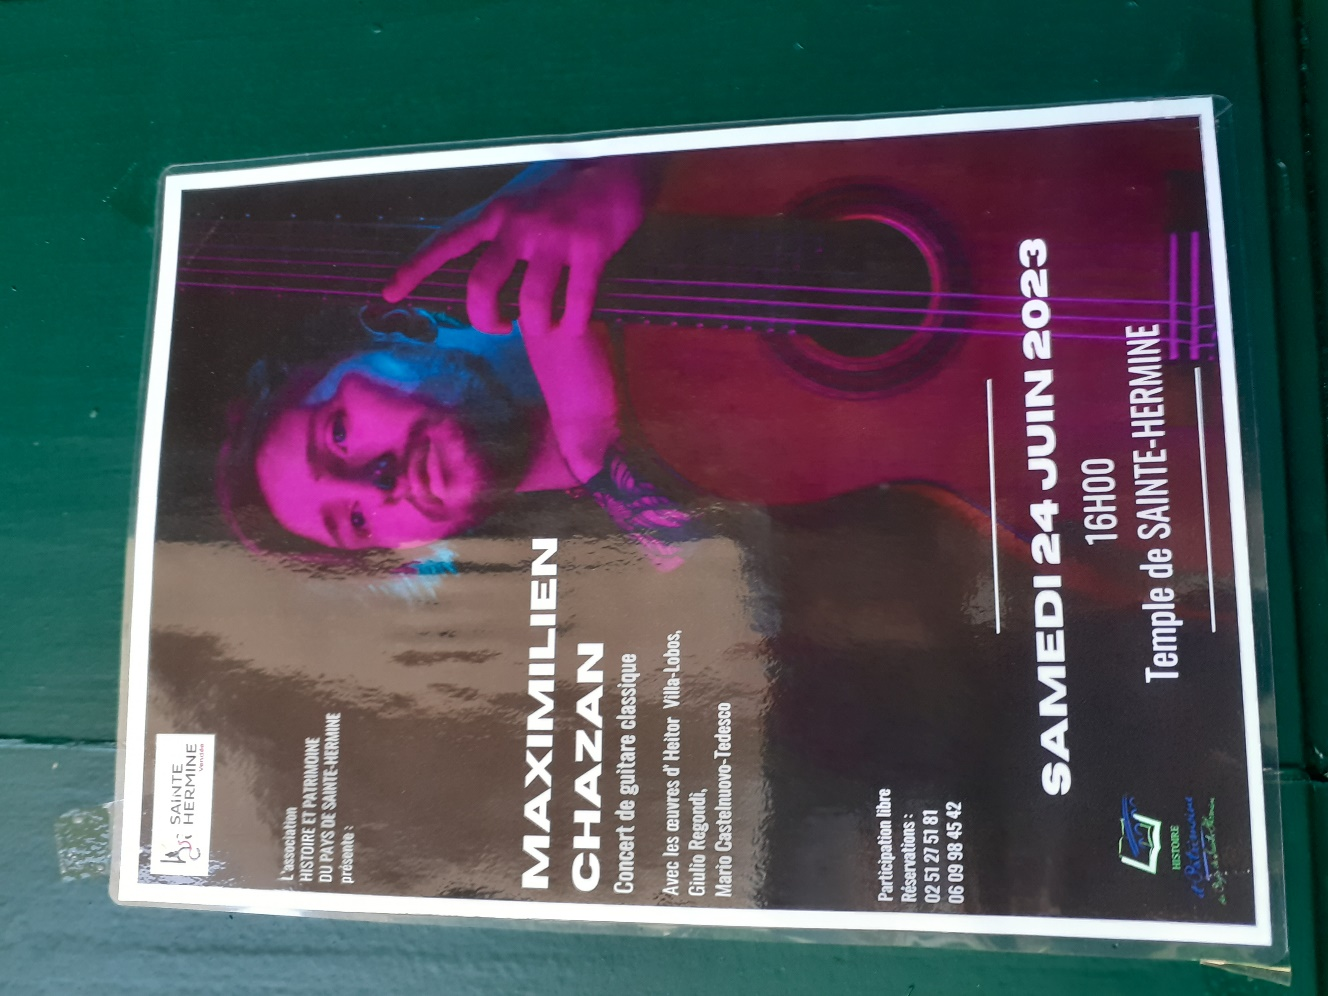 SAINTE
HERMINE
Vendée
L'association
HISTOIRE ET PATRIMOINE
DU PAYS DE SAINTE-HERMINE
présente :
MAXIMILIEN
CHAZAN
Concert de guitare classique
Avec les œuvres d' Heitor Villa-Lobos,
Giulio Regondi,
Mario Castelnuovo-Tedesco
Participation libre
Réservations :
02 51 27 51 81
06 09 98 45 42
SAMEDI 24 JUIN 2023
16H00
Temple de SAINTE-HERMINE
HISTOIRE
et Patrimoine